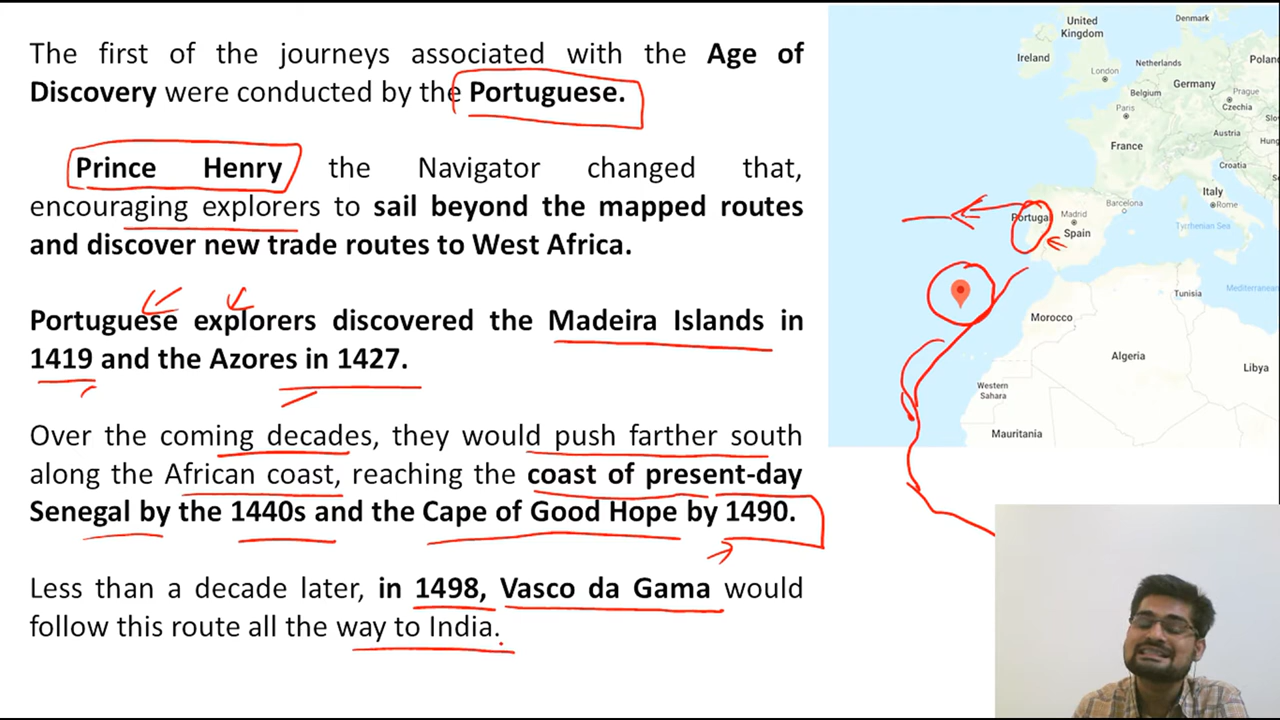 The first of the journeys associated with the Age of
Discovery were conducted by the Portuguese.
Prince Henry the Navigator changed that,
encouraging explorers to sail beyond the mapped routes
and discover new trade routes to West Africa.
Portuguese explorers discovered the Madeira Islands in
1419 and the Azores in 1427.
Over the coming decades, they would push farther south
along the African coast, reaching the coast of present-day
Senegal by the 1440s and the Cape of Good Hope by 1490.
Less than a decade later, in 1498, Vasco da Gama would
follow this route all the way to India.
United
Kingdom
Denmark
Ireland
Netherlands
Poland
London
Belgium
Germany
Prague
Czechia
Paris
Slo
Austria
France
Hung
Croatia
Italy
Rome
S
Barcelona
Portuga
Madrid
Spain
Tyrrhenian Sea
Tunisia
Mediterranean
Morocco
Algeria
Libya
Western
Sahara
Mauritania